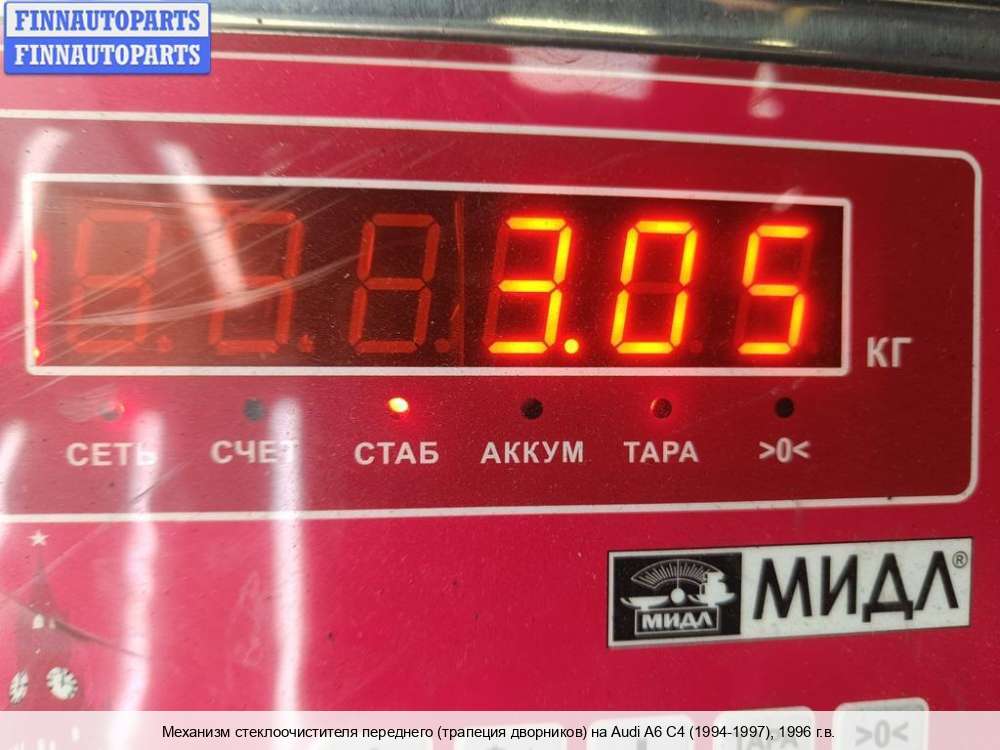 FINNAUTOPARTS
FINNAUTOPARTS
3.05
КГ
СЕТЬ СЧЕТ СТАБ АККУМ ТАРА >0<
МИДЛ МИДЛ®
>0<
Механизм стеклоочистителя переднего (трапеция дворников) на Audi A6 C4 (1994-1997), 1996 г.в.